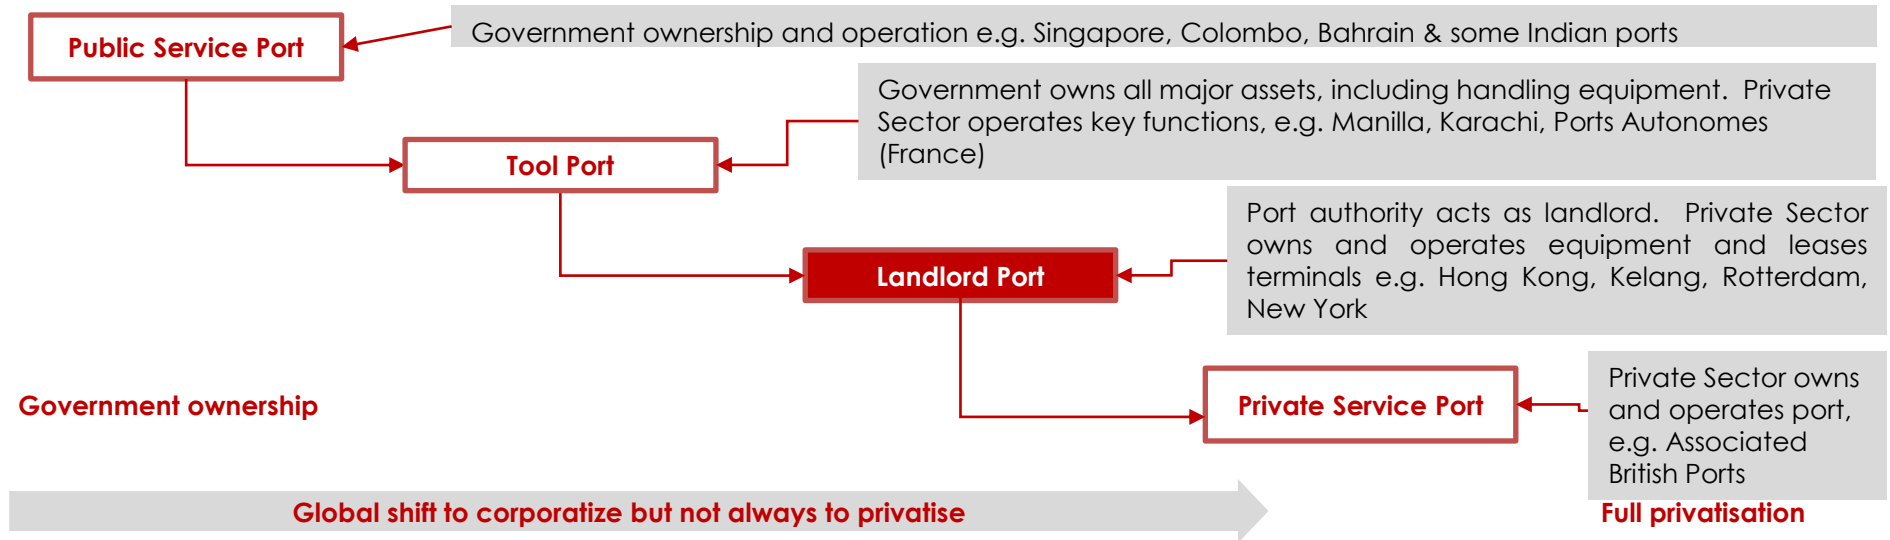 Public Service Port
Government ownership and operation e.g. Singapore, Colombo, Bahrain & some Indian ports
Government owns all major assets, including handling equipment.  Private
Sector operates key functions, e.g. Manilla, Karachi, Ports Autonomes
(France)
Tool Port
Port authority acts as landlord.  Private Sector
owns and operates equipment and leases
terminals e.g. Hong Kong, Kelang, Rotterdam,
New York
Landlord Port
Private Sector owns
and operates port,
e.g. Associated
British Ports
Private Service Port
Government ownership
Global shift to corporatize but not always to privatise
Full privatisation